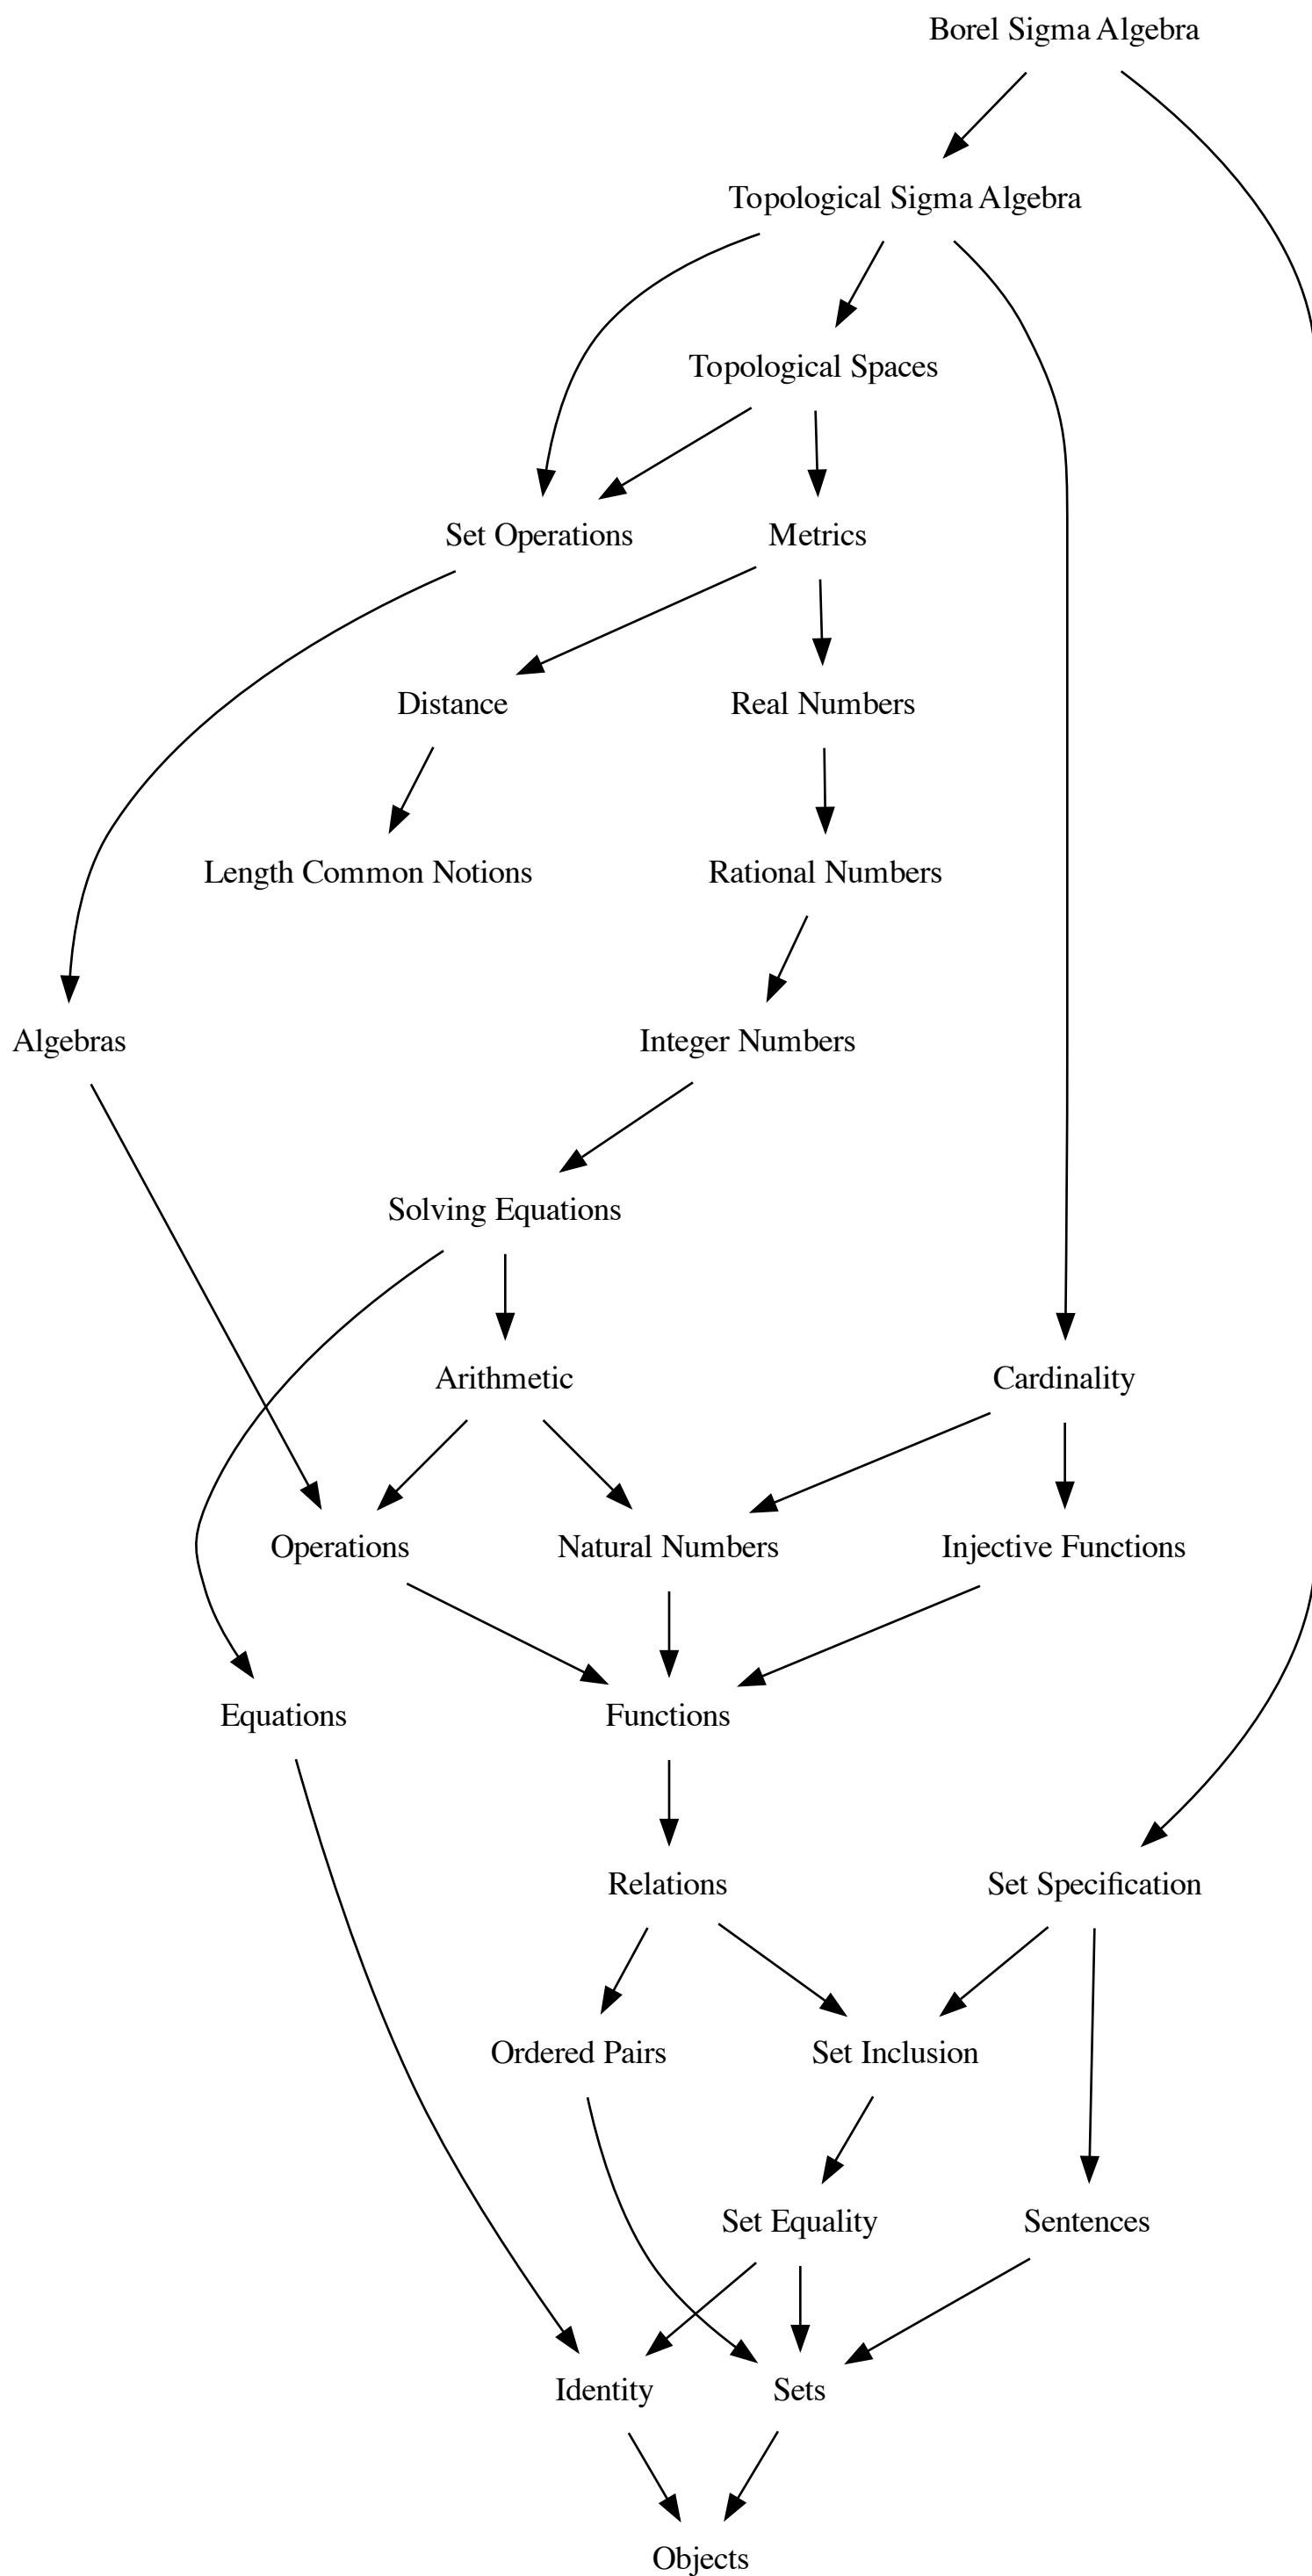 Borel Sigma Algebra
Topological Sigma Algebra
Topological Spaces
Set Operations
Metrics
Distance
Real Numbers
Length Common Notions
Rational Numbers
Algebras
Integer Numbers
Solving Equations
Arithmetic
Cardinality
Operations
Natural Numbers
Injective Functions
Equations
Functions
Relations
Set Specification
Ordered Pairs
Set Inclusion
Set Equality
Sentences
Identity
Sets
Objects